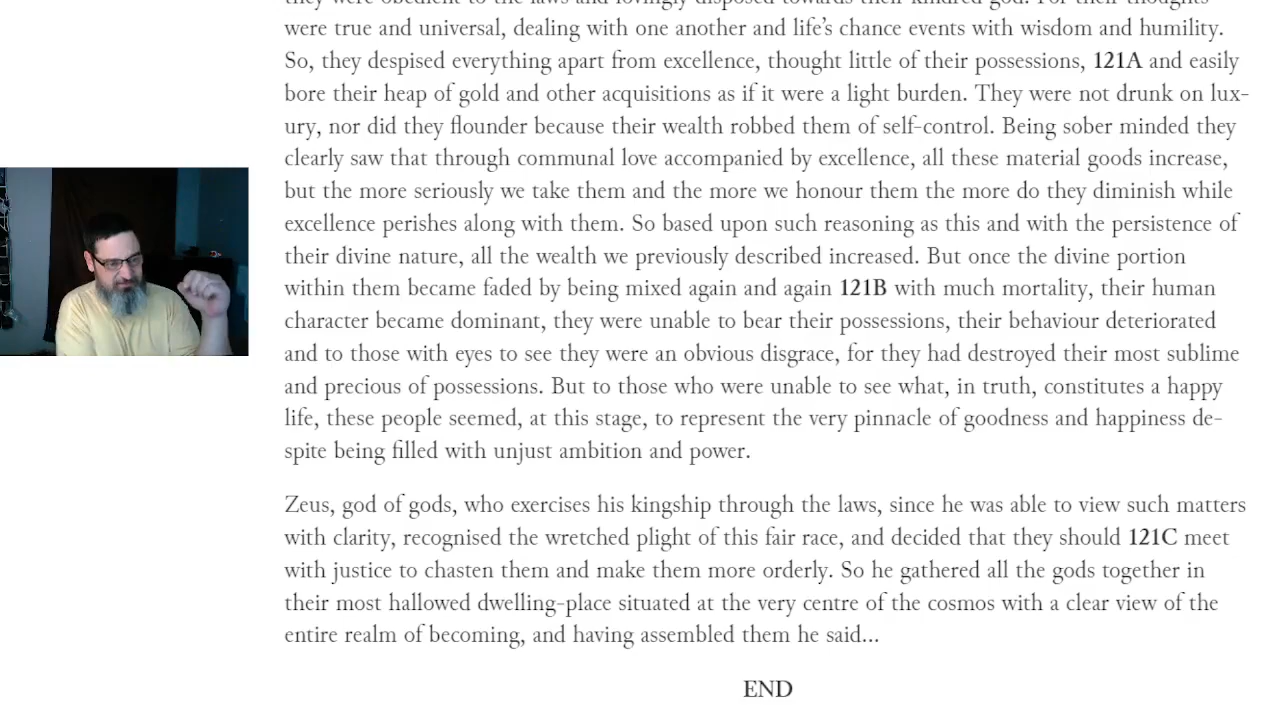 they were obedient to the laws and lovingly disposed towards their kindred god. For their thoughts
were true and universal, dealing with one another and life’s chance events with wisdom and humility.
So, they despised everything apart from excellence, thought little of their possessions, 121A and easily
bore their heap of gold and other acquisitions as if it were a light burden. They were not drunk on lux-
ury, nor did they flounder because their wealth robbed them of self-control. Being sober minded they
clearly saw that through communal love accompanied by excellence, all these material goods increase,
but the more seriously we take them and the more we honour them the more do they diminish while
excellence perishes along with them. So based upon such reasoning as this and with the persistence of
their divine nature, all the wealth we previously described increased. But once the divine portion
within them became faded by being mixed again and again 121B with much mortality, their human
character became dominant, they were unable to bear their possessions, their behaviour deteriorated
and to those with eyes to see they were an obvious disgrace, for they had destroyed their most sublime
and precious of possessions. But to those who were unable to see what, in truth, constitutes a happy
life, these people seemed, at this stage, to represent the very pinnacle of goodness and happiness de-
spite being filled with unjust ambition and power.
Zeus, god of gods, who exercises his kingship through the laws, since he was able to view such matters
with clarity, recognised the wretched plight of this fair race, and decided that they should 121C meet
with justice to chasten them and make them more orderly. So he gathered all the gods together in
their most hallowed dwelling-place situated at the very centre of the cosmos with a clear view of the
entire realm of becoming, and having assembled them he said...
END